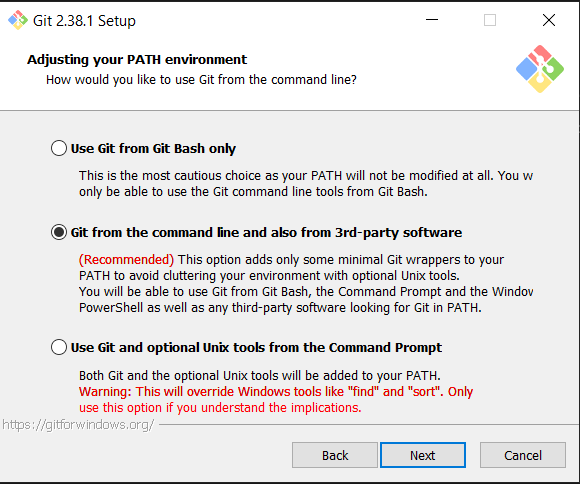 Git 2.38.1 Setup
Adjusting your PATH environment
How would you like to use Git from the command line?
Use Git from Git Bash only
This is the most cautious choice as your PATH will not be modified at all. You w
only be able to use the Git command line tools from Git Bash.
Git from the command line and also from 3rd-party software
(Recommended) This option adds only some minimal Git wrappers to your
PATH to avoid cluttering your environment with optional Unix tools.
You will be able to use Git from Git Bash, the Command Prompt and the Window
PowerShell as well as any third-party software looking for Git in PATH.
Use Git and optional Unix tools from the Command Prompt
Both Git and the optional Unix tools will be added to your PATH.
Warning: This will override Windows tools like "find" and "sort". Only
use this option if you understand the implications.
https://gitforwindows.org/
Back Next Cancel